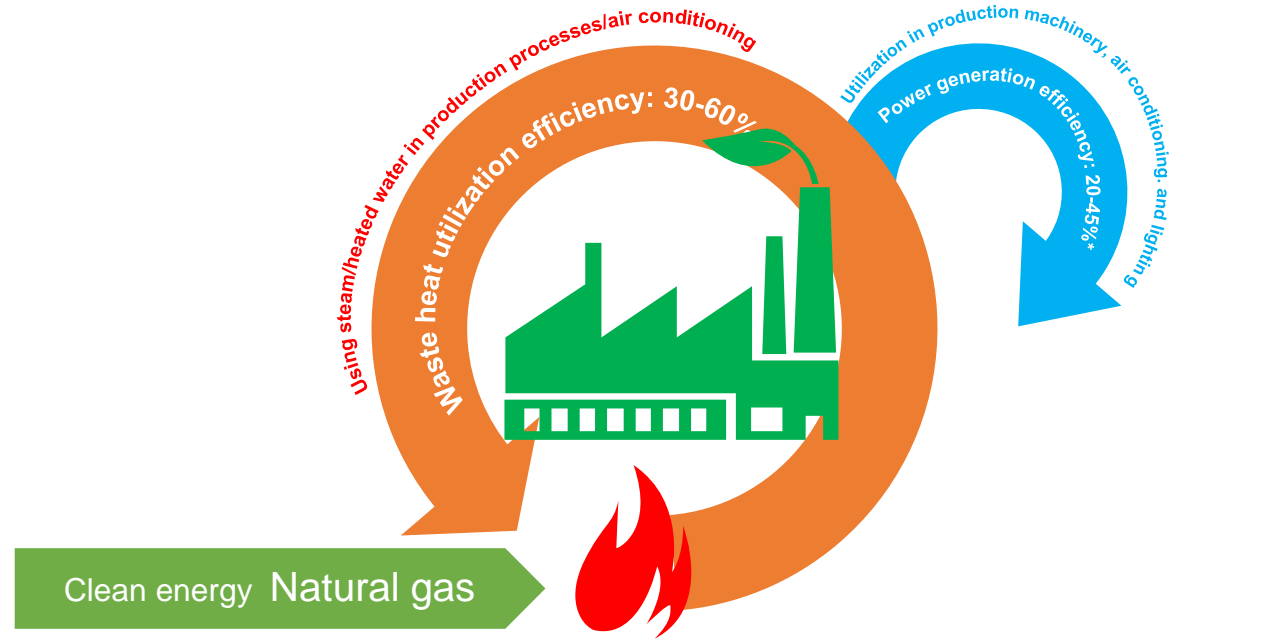 Using steam/heated water in production processes/air conditioning
Waste heat utilization efficiency: 30-60%
Utilization in production machinery, air conditioning. and lighting
Power generation efficiency: 20-45%*
Clean energy Natural gas